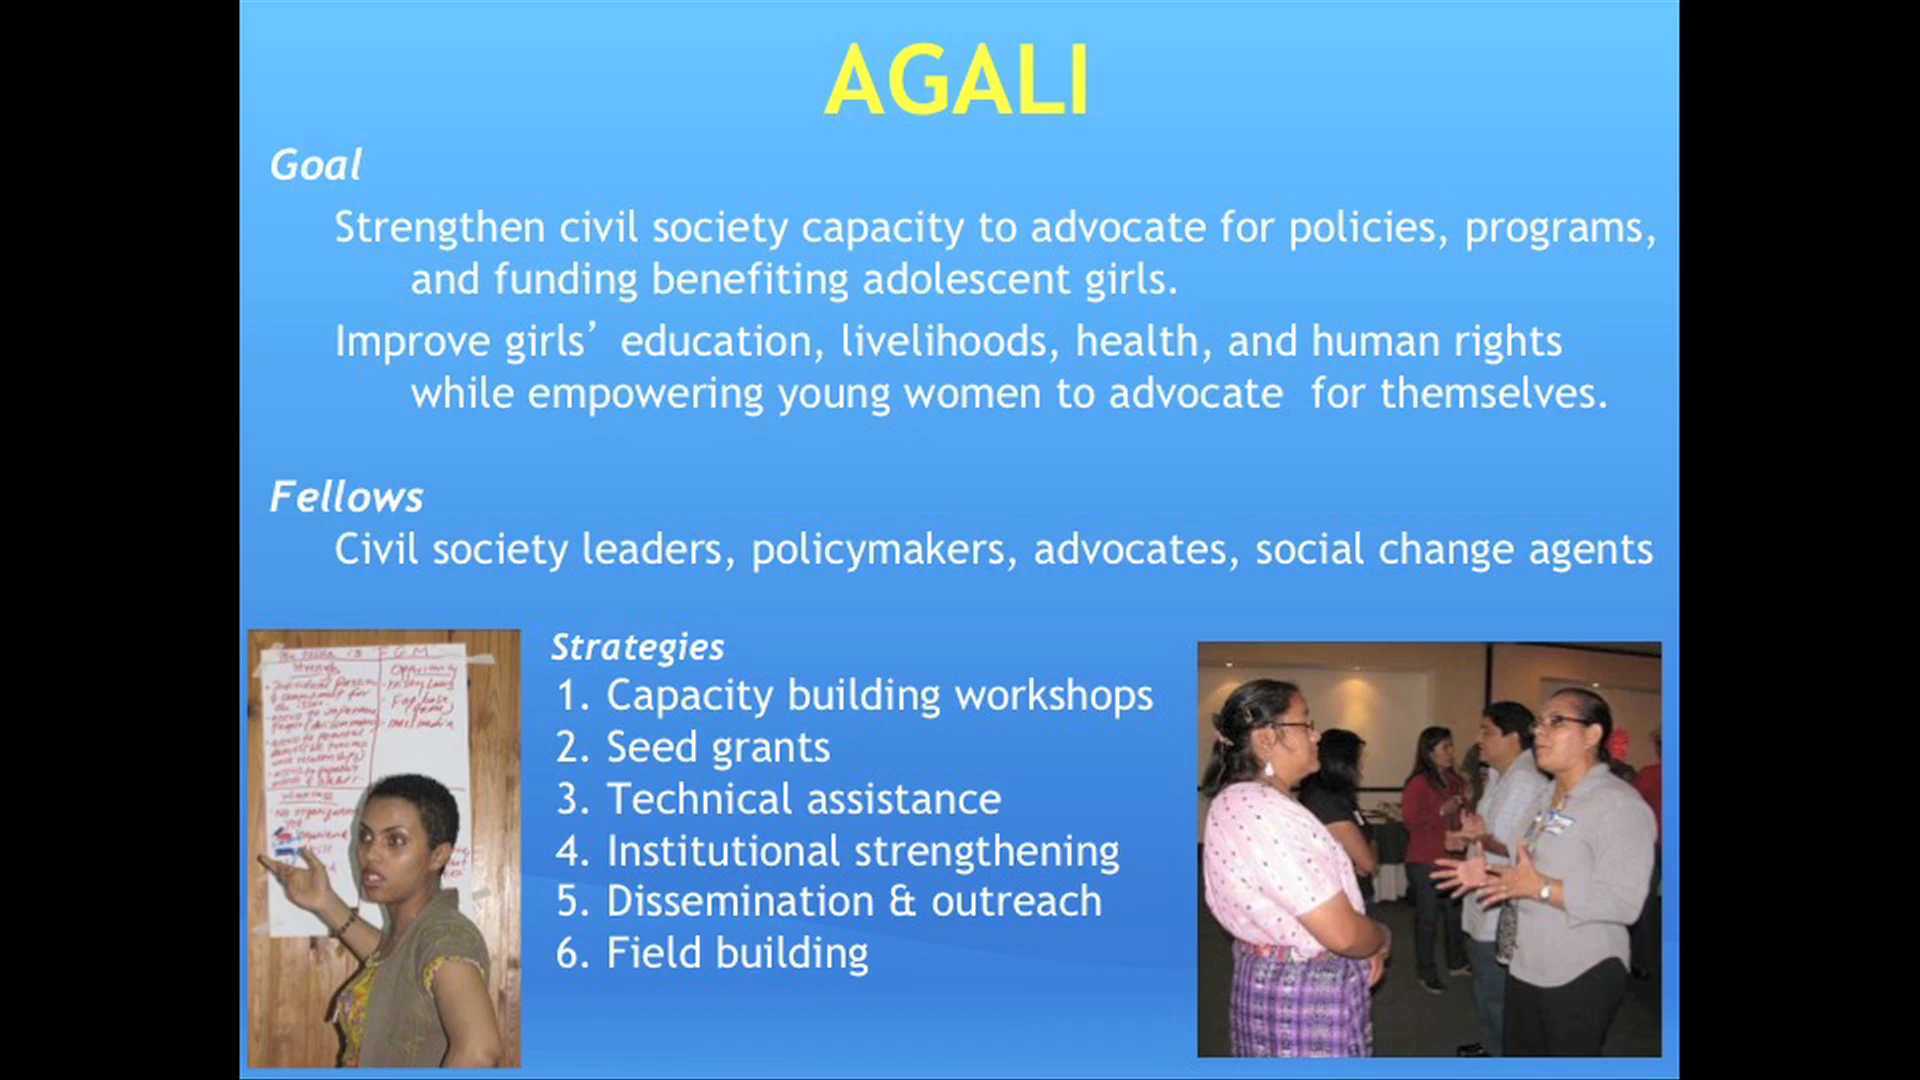 AGALI
Goal
Strengthen civil society capacity to advocate for policies, programs,
and funding benefiting adolescent girls.
Improve girls’ education, livelihoods, health, and human rights
while empowering young women to advocate for themselves.
Fellows
Civil society leaders, policymakers, advocates, social change agents
Strategies
1. Capacity building workshops
2. Seed grants
3. Technical assistance
4. Institutional strengthening
5. Dissemination & outreach
6. Field building
FGM